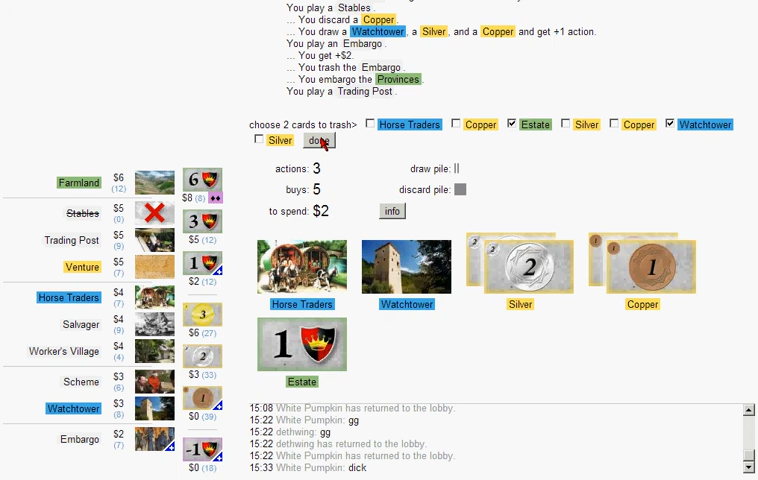 You play a Stables.
... You discard a Copper.
... You draw a Watchtower, a Silver, and a Copper and get +1 action.
You play an Embargo.
... You get +$2.
... You trash the Embargo.
... You embargo the Provinces.
You play a Trading Post.
choose 2 cards to trash> Horse Traders Copper Estate Silver Copper Watchtower
Silver done
actions: 3 draw pile:
buys: 5 discard pile:
to spend: $2 info
Farmland $6 (12) 6 $8 (8)
Stables $5 (0) 3
Trading Post $5 (9) $5 (12)
Venture $5 (7) 1 $2 (12)
Horse Traders $4 (7) 3
Salvager $4 (9) $6 (27)
Worker's Village $4 (4) 2 $3 (33)
Scheme $3 (6) 1
Watchtower $3 (8) $0 (39)
Embargo $2 (7) -1 $0 (18)
2 2 2 1 1 1
Horse Traders Watchtower Silver Copper
1
Estate
15:08 White Pumpkin has returned to the lobby.
15:22 White Pumpkin: gg
15:22 dethwing: gg
15:22 dethwing has returned to the lobby.
15:22 White Pumpkin has returned to the lobby.
15:33 White Pumpkin: dick